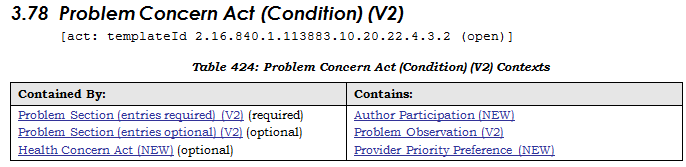 3.78 Problem Concern Act (Condition) (V2)
[act: templateId 2.16.840.1.113883.10.20.22.4.3.2 (open)]
Table 424: Problem Concern Act (Condition) (V2) Contexts
Contained By: Contains:
Problem Section (entries required) (V2) (required) Author Participation (NEW)
Problem Section (entries optional) (V2) (optional) Problem Observation (V2)
Health Concern Act (NEW) (optional) Provider Priority Preference (NEW)